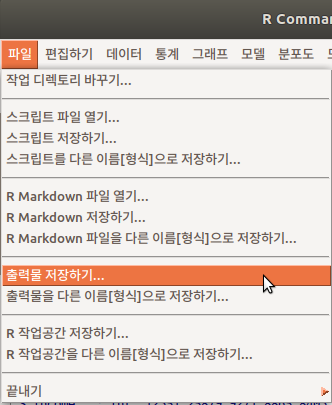 R Comma
파일 편집하기 데이터 통계 그래프 모델 분포도
작업 디렉토리 바꾸기...
스크립트 파일 열기...
스크립트 저장하기...
스크립트를 다른 이름[형식]으로 저장하기...
R Markdown 파일 열기...
R Markdown 저장하기...
R Markdown 파일을 다른 이름[형식]으로 저장하기...
출력물 저장하기...
출력물을 다른 이름[형식]으로 저장하기...
R 작업공간 저장하기...
R 작업공간을 다른 이름[형식]으로 저장하기...
끝내기